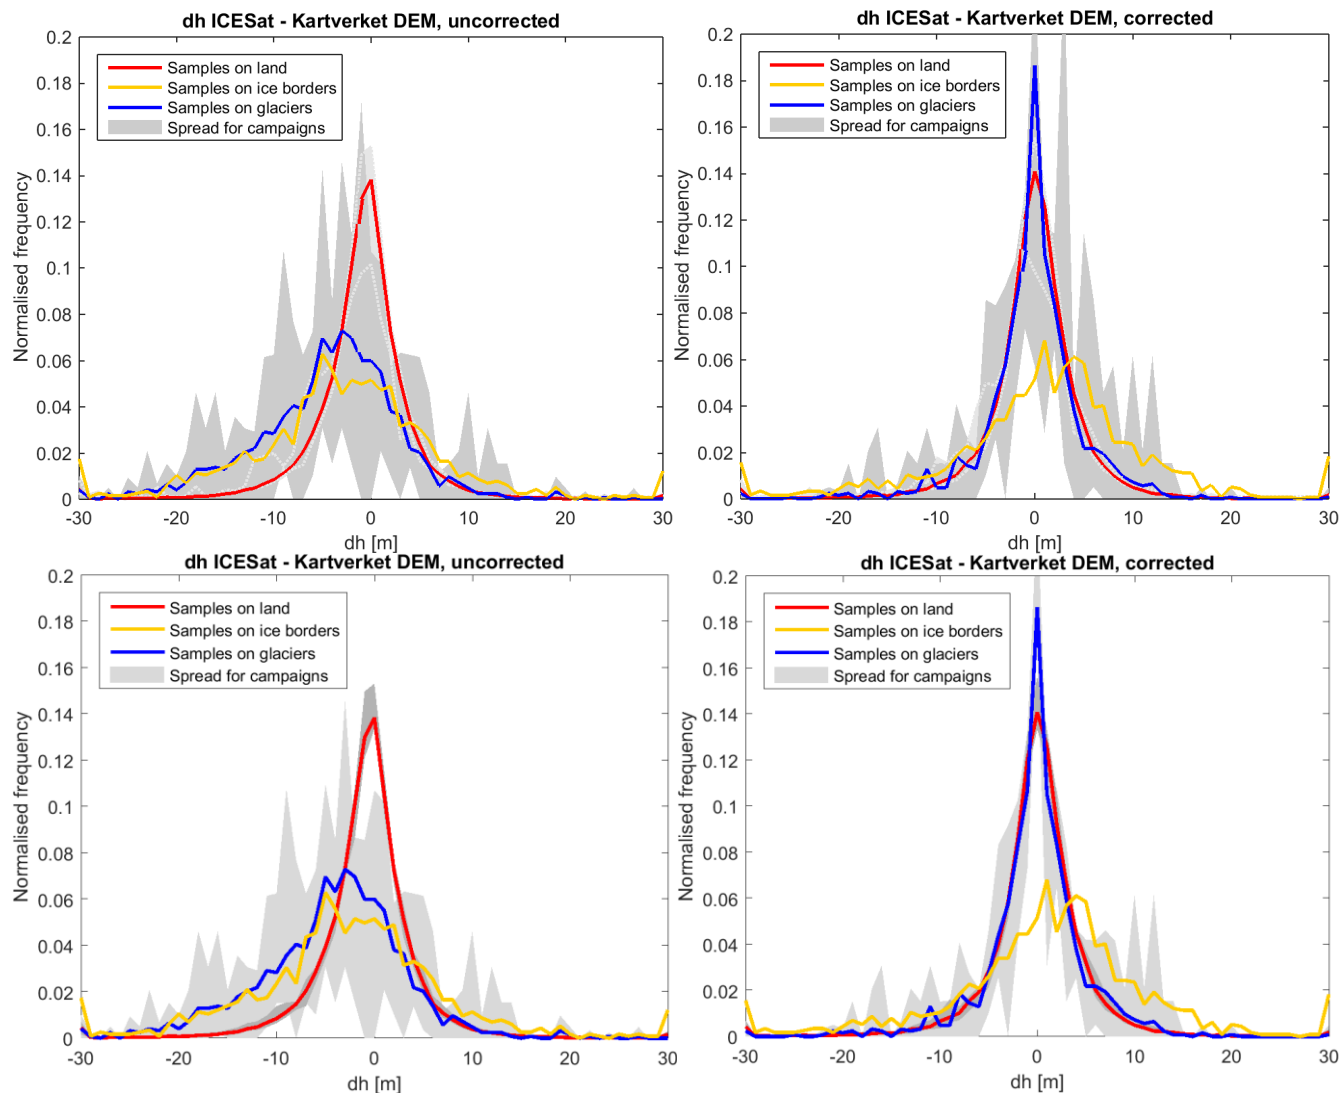 dh ICESat - Kartverket DEM, uncorrected
0.2
0.18
0.16
0.14
0.12
0.1
0.08
0.06
0.04
0.02
0
Normalised frequency
Samples on land
Samples on ice borders
Samples on glaciers
Spread for campaigns
-30 -20 -10 0 10 20 30
dh [m]
dh ICESat - Kartverket DEM, corrected
0.2
0.18
0.16
0.14
0.12
0.1
0.08
0.06
0.04
0.02
0
Normalised frequency
Samples on land
Samples on ice borders
Samples on glaciers
Spread for campaigns
-30 -20 -10 0 10 20 30
dh [m]
dh ICESat - Kartverket DEM, uncorrected
0.2
0.18
0.16
0.14
0.12
0.1
0.08
0.06
0.04
0.02
0
Normalised frequency
Samples on land
Samples on ice borders
Samples on glaciers
Spread for campaigns
-30 -20 -10 0 10 20 30
dh [m]
dh ICESat - Kartverket DEM, corrected
0.2
0.18
0.16
0.14
0.12
0.1
0.08
0.06
0.04
0.02
0
Normalised frequency
Samples on land
Samples on ice borders
Samples on glaciers
Spread for campaigns
-30 -20 -10 0 10 20 30
dh [m]